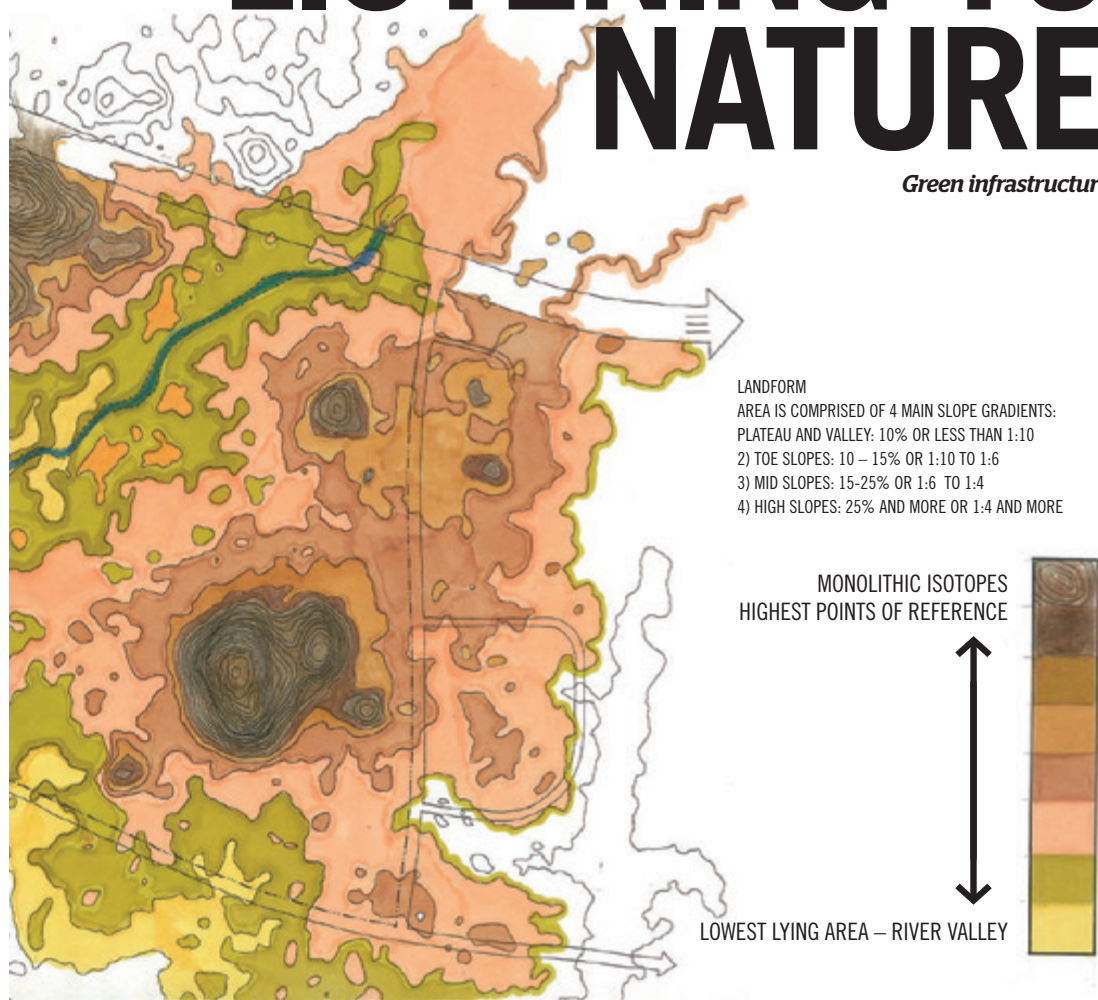 LISTENING TO
NATURE
Green infrastructur
LANDFORM
AREA IS COMPRISED OF 4 MAIN SLOPE GRADIENTS:
PLATEAU AND VALLEY: 10% OR LESS THAN 1:10
2) TOE SLOPES: 10 – 15% OR 1:10 TO 1:6
3) MID SLOPES: 15-25% OR 1:6 TO 1:4
4) HIGH SLOPES: 25% AND MORE OR 1:4 AND MORE
MONOLITHIC ISOTOPES
HIGHEST POINTS OF REFERENCE
LOWEST LYING AREA – RIVER VALLEY